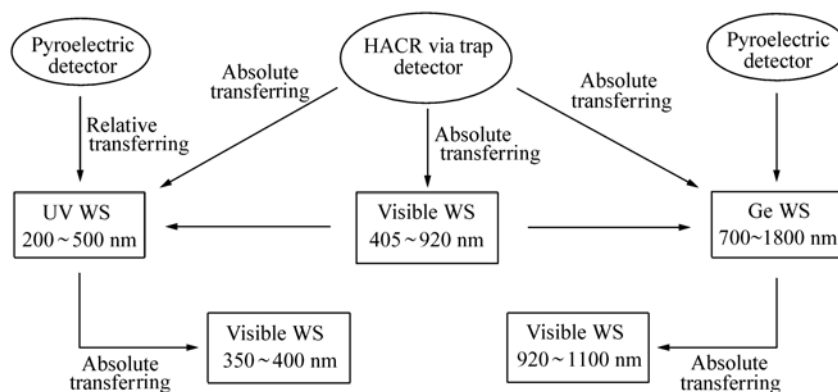 Pyroelectric
detector
HACR via trap
detector
Pyroelectric
detector
Absolute
transferring
Absolute
transferring
Relative
transferring
Absolute
transferring
UV WS
200~500 nm
Visible WS
405~920 nm
Ge WS
700~1800 nm
Visible WS
350~400 nm
Visible WS
920~1100 nm
Absolute
transferring
Absolute
transferring